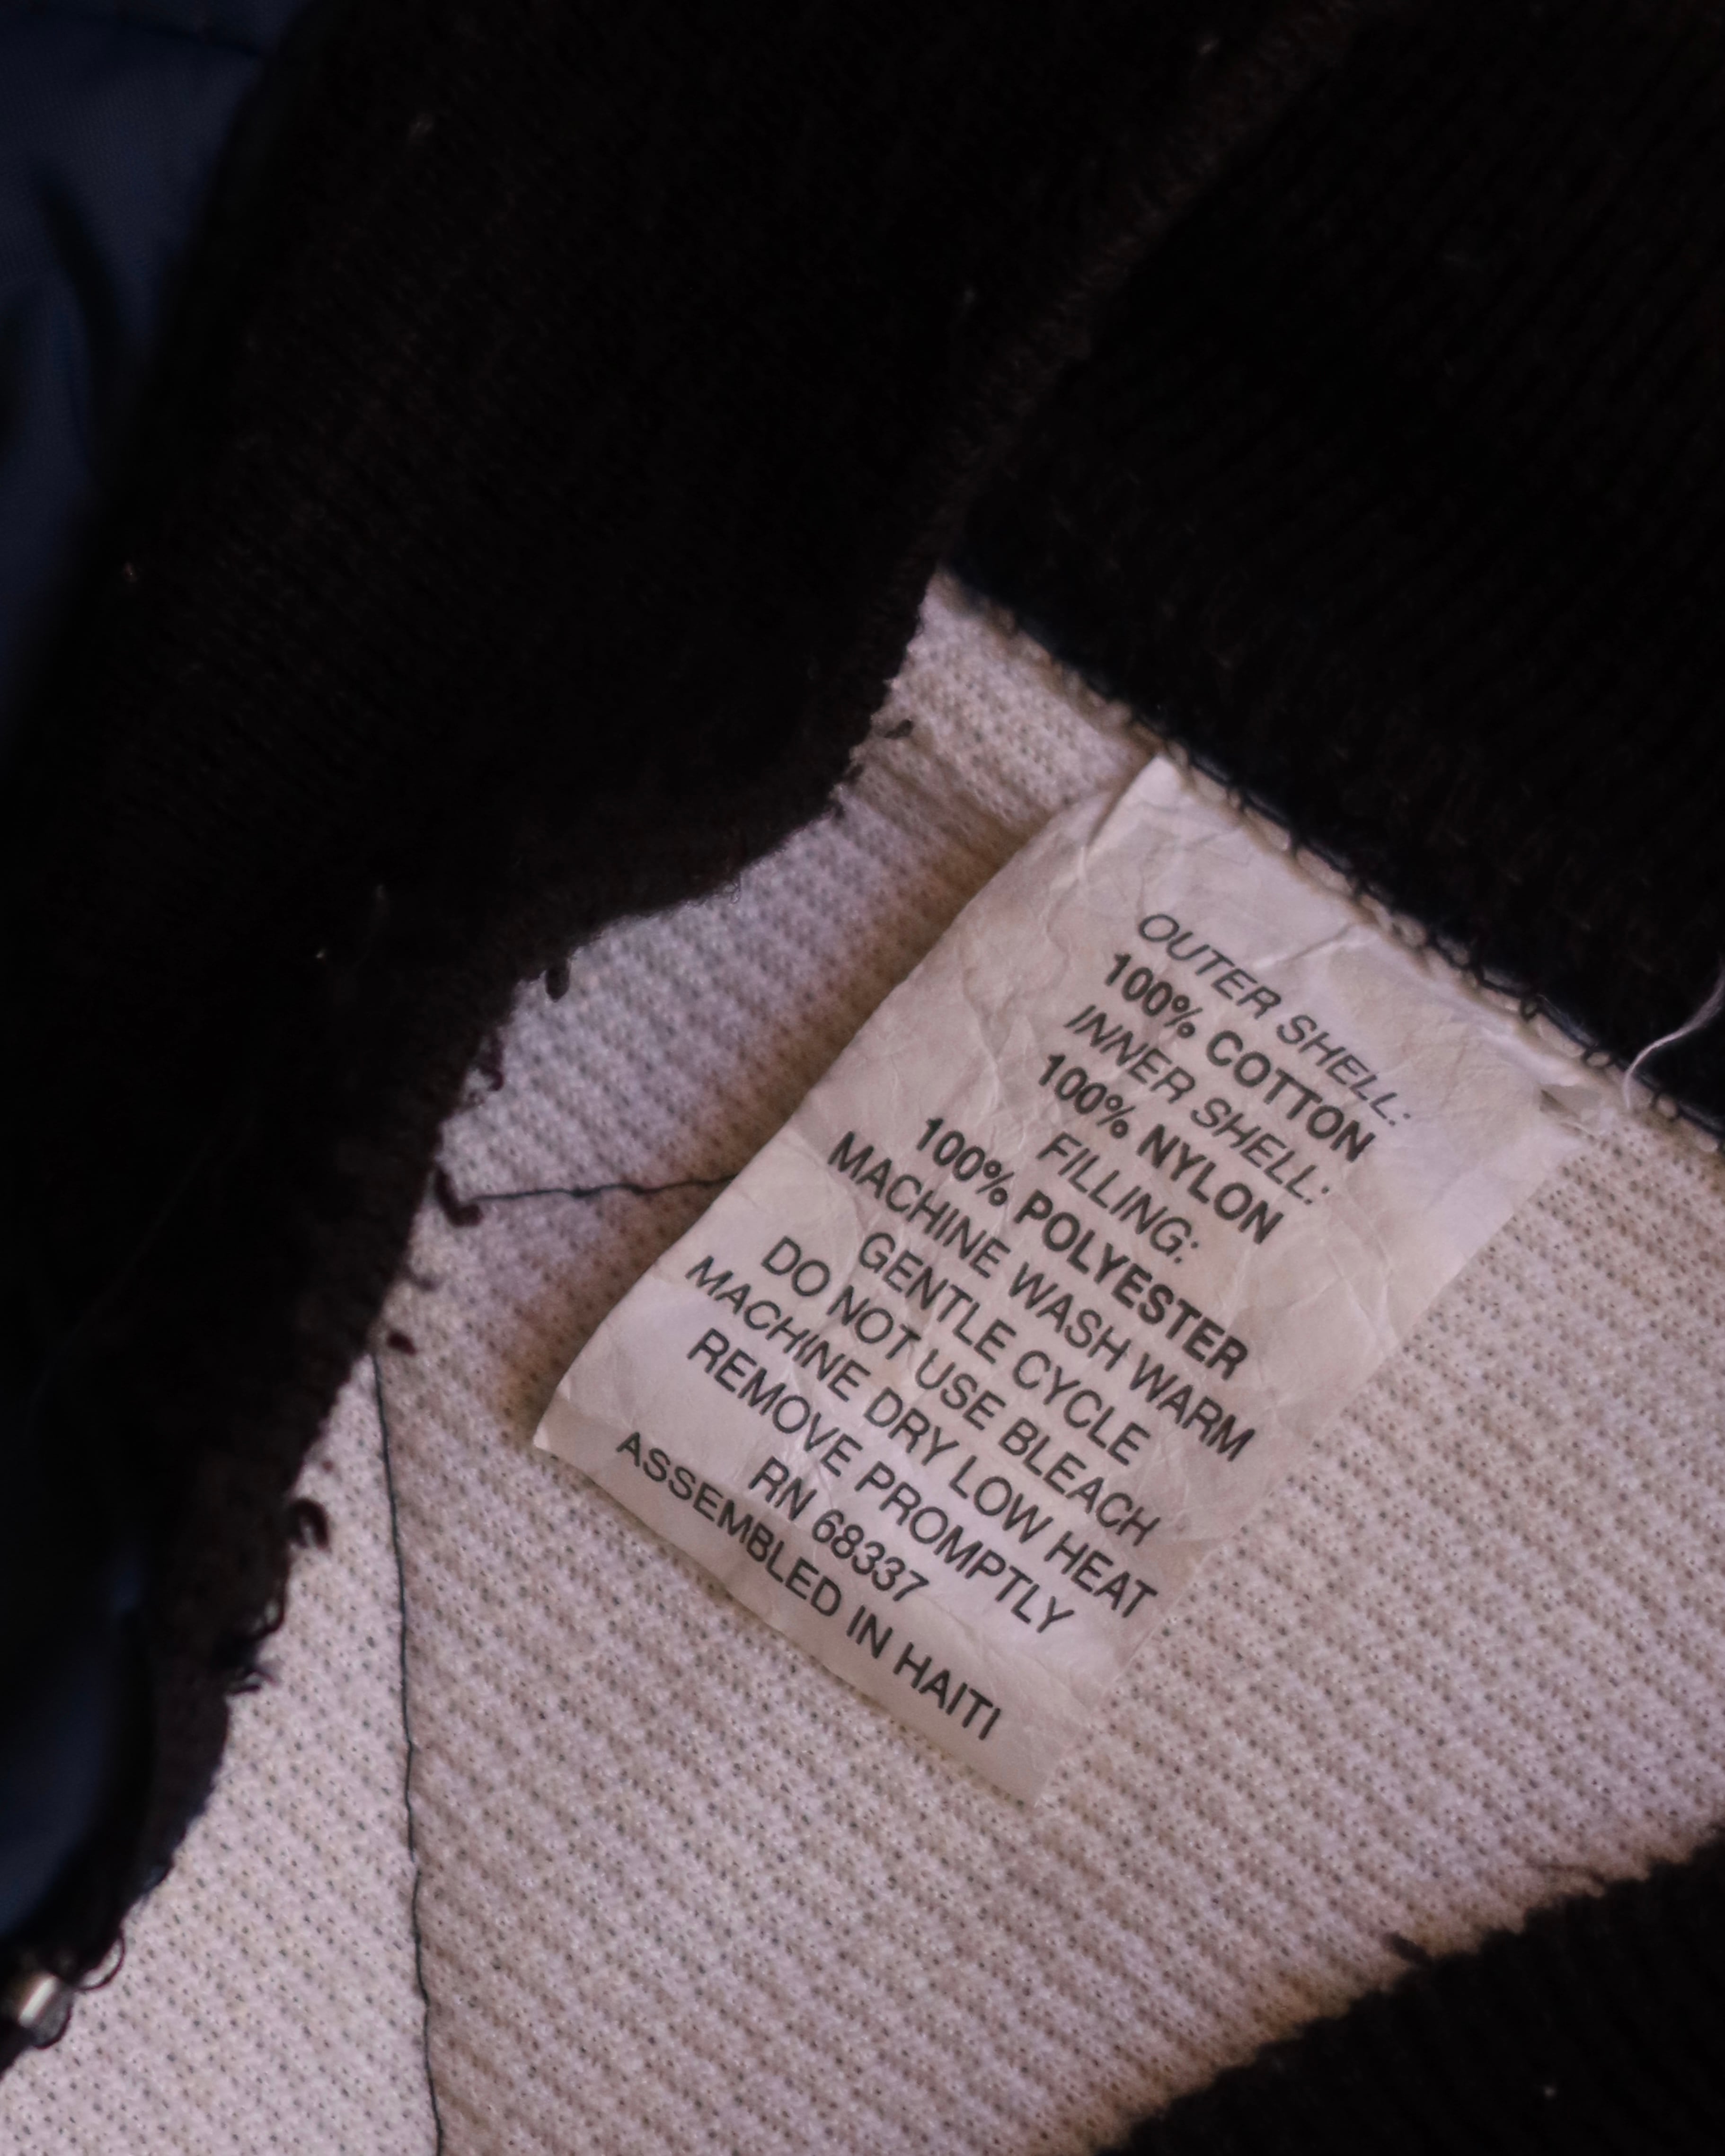 OUTER SHELL:
100% COTTON
INNER SHELL:
100% NYLON
FILLING:
100% POLYESTER
MACHINE WASH WARM
GENTLE CYCLE
DO NOT USE BLEACH
MACHINE DRY LOW HEAT
REMOVE PROMPTLY
RN 68337
ASSEMBLED IN HAITI